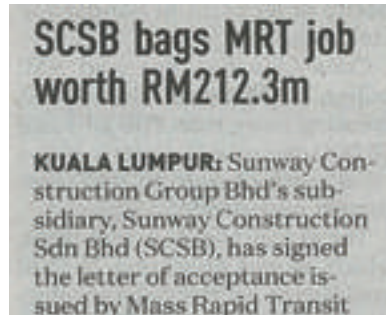 SCSB bags MRT job
worth RM212.3m
KUALA LUMPUR: Sunway Con-
struction Group Bhd's sub-
sidiary, Sunway Construction
Sdn Bhd (SCSB), has signed
the letter of acceptance is-
sued by Mass Rapid Transit